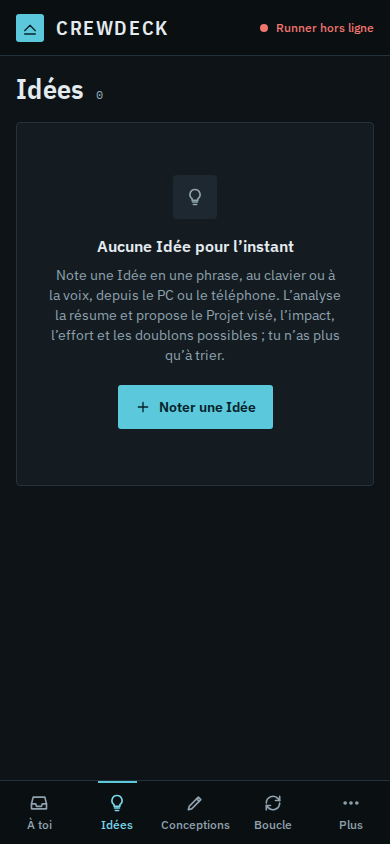 CREWDECK
Runner hors ligne
Idées 0
Aucune Idée pour l’instant
Note une Idée en une phrase, au clavier ou à
la voix, depuis le PC ou le téléphone. L’analyse
la résume et propose le Projet visé, l’impact,
l’effort et les doublons possibles ; tu n’as plus
qu’à trier.
Noter une Idée
À toi
Idées
Conceptions
Boucle
Plus